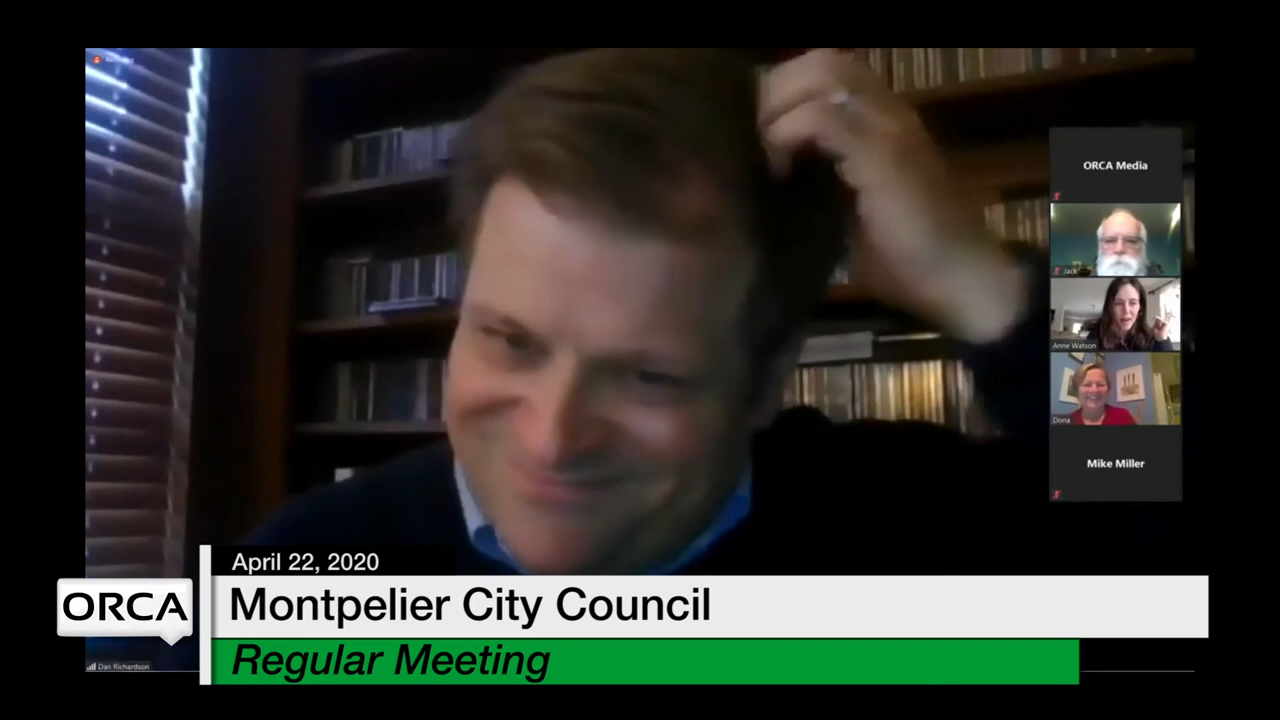 Recording
ORCA Media
Jack
Anne Watson
Dona
Mike Miller
April 22, 2020
ORCA
Montpelier City Council
Regular Meeting
Dan Richardson